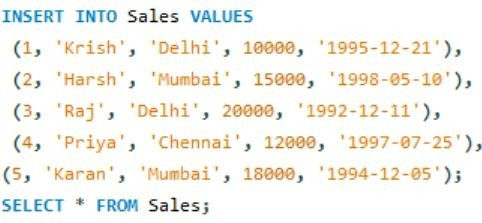 INSERT INTO Sales VALUES
(1, 'Krish', 'Delhi', 10000, '1995-12-21'),
(2, 'Harsh', 'Mumbai', 15000, '1998-05-10'),
(3, 'Raj', 'Delhi', 20000, '1992-12-11'),
(4, 'Priya', 'Chennai', 12000, '1997-07-25'),
(5, 'Karan', 'Mumbai', 18000, '1994-12-05');
SELECT * FROM Sales;